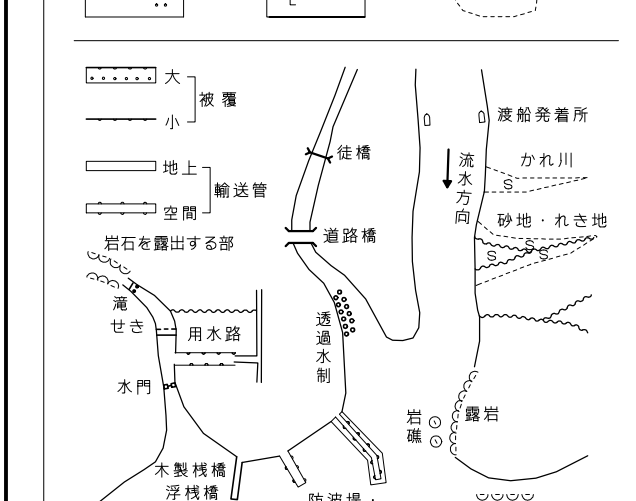 大
被覆
小
地上
輸送管
空間
岩石を露出する部
滝
せき
用水路
水門
木製桟橋
浮桟橋
徒橋
道路橋
透過水制
渡船発着所
流水方向
かれ川
S
砂地・れき地
S
S
S
岩礁
露岩